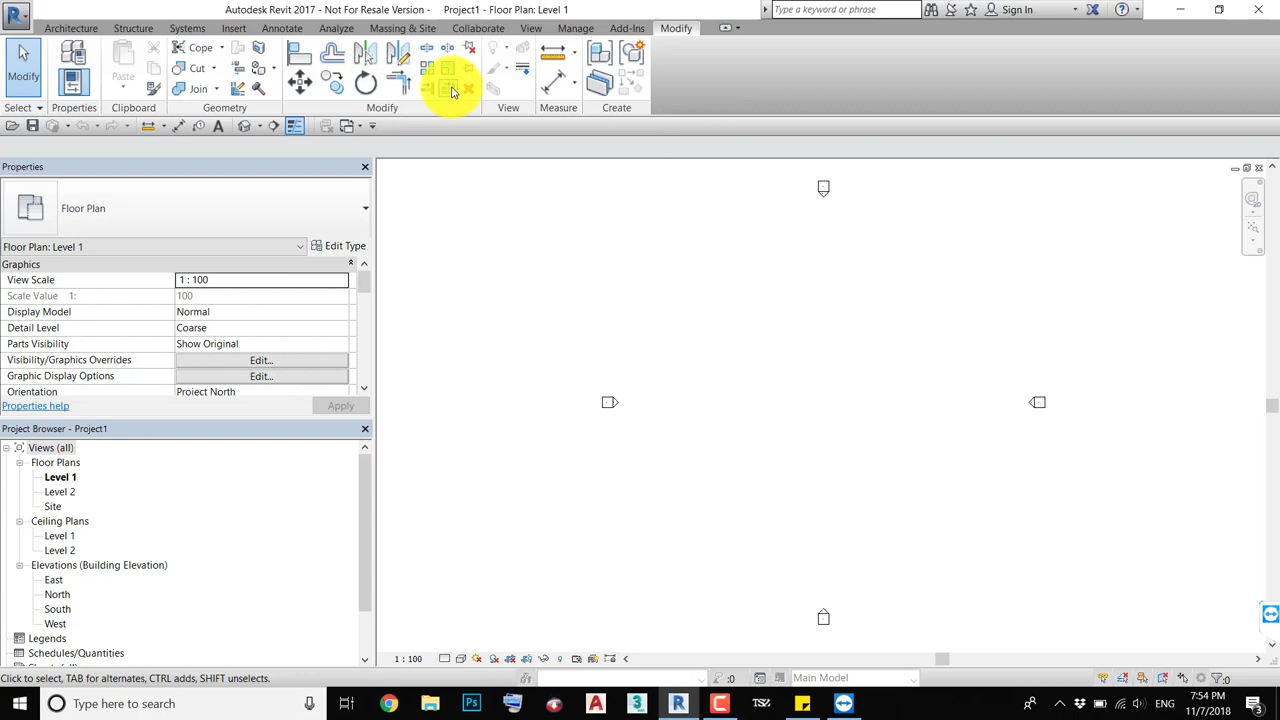 Autodesk Revit 2017 - Not For Resale Version - Project1 - Floor Plan: Level 1
Type a keyword or phrase
Sign In
Architecture Structure Systems Insert Annotate Analyze Massing & Site Collaborate View Manage Add-Ins Modify
Modify
Paste
Cope
Cut
Join
Select Properties Clipboard Geometry Modify View Measure Create
Properties
Floor Plan
Floor Plan: Level 1
Edit Type
Graphics
View Scale 1 : 100
Scale Value 1: 100
Display Model Normal
Detail Level Coarse
Parts Visibility Show Original
Visibility/Graphics Overrides Edit...
Graphic Display Options Edit...
Orientation Project North
Properties help
Apply
Project Browser - Project1
Views (all)
Floor Plans
Level 1
Level 2
Site
Ceiling Plans
Level 1
Level 2
Elevations (Building Elevation)
East
North
South
West
Legends
Schedules/Quantities
1 : 100
Click to select, TAB for alternates, CTRL adds, SHIFT unselects.
:0
Main Model
:0
Type here to search
ENG
7:54 PM
11/7/2018